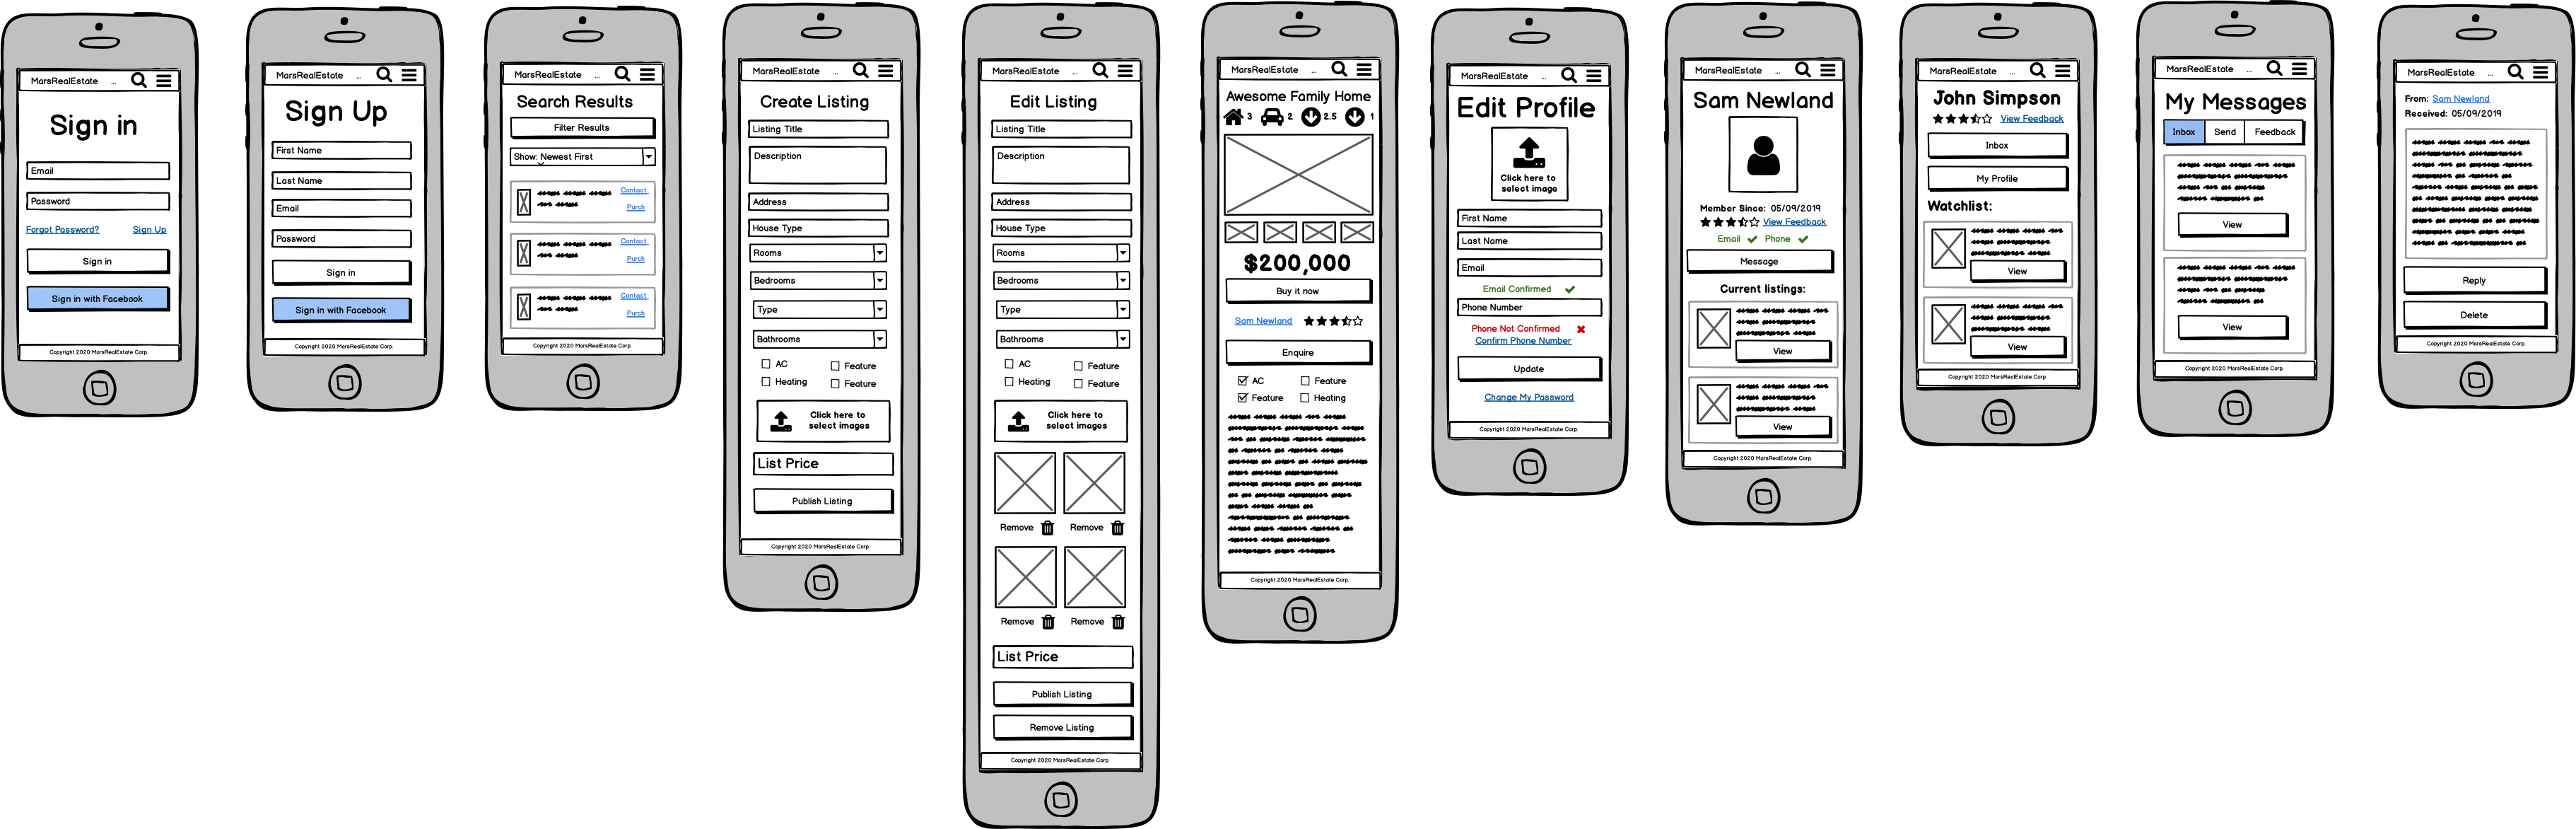 MarsRealEstate ...
Sign in
Email
Password
Forgot Password? Sign Up
Sign in
Sign in with Facebook
Copyright 2020 MarsRealEstate Corp.
MarsRealEstate ...
Sign Up
First Name
Last Name
Email
Password
Sign in
Sign in with Facebook
Copyright 2020 MarsRealEstate Corp.
MarsRealEstate ...
Search Results
Filter Results
Show: Newest First
Contact
Purch
Contact
Purch
Contact
Purch
Copyright 2020 MarsRealEstate Corp.
MarsRealEstate ...
Create Listing
Listing Title
Description
Address
House Type
Rooms
Bedrooms
Type
Bathrooms
AC Feature
Heating Feature
Click here to
select images
List Price
Publish Listing
Copyright 2020 MarsRealEstate Corp.
MarsRealEstate ...
Edit Listing
Listing Title
Description
Address
House Type
Rooms
Bedrooms
Type
Bathrooms
AC Feature
Heating Feature
Click here to
select images
Remove Remove
Remove Remove
List Price
Publish Listing
Remove Listing
Copyright 2020 MarsRealEstate Corp.
MarsRealEstate ...
Awesome Family Home
3 2 2.5 1
$200,000
Buy it now
Sam Newland
Enquire
AC Feature
Feature Heating
Copyright 2020 MarsRealEstate Corp.
MarsRealEstate ...
Edit Profile
Click here to
select image
First Name
Last Name
Email
Email Confirmed
Phone Number
Phone Not Confirmed
Confirm Phone Number
Update
Change My Password
Copyright 2020 MarsRealEstate Corp.
MarsRealEstate ...
Sam Newland
Member Since: 05/09/2019
View Feedback
Email Phone
Message
Current listings:
View
View
Copyright 2020 MarsRealEstate Corp.
MarsRealEstate ...
John Simpson
View Feedback
Inbox
My Profile
Watchlist:
View
View
Copyright 2020 MarsRealEstate Corp.
MarsRealEstate ...
My Messages
Inbox Send Feedback
View
View
Copyright 2020 MarsRealEstate Corp.
MarsRealEstate ...
From: Sam Newland
Received: 05/09/2019
Reply
Delete
Copyright 2020 MarsRealEstate Corp.